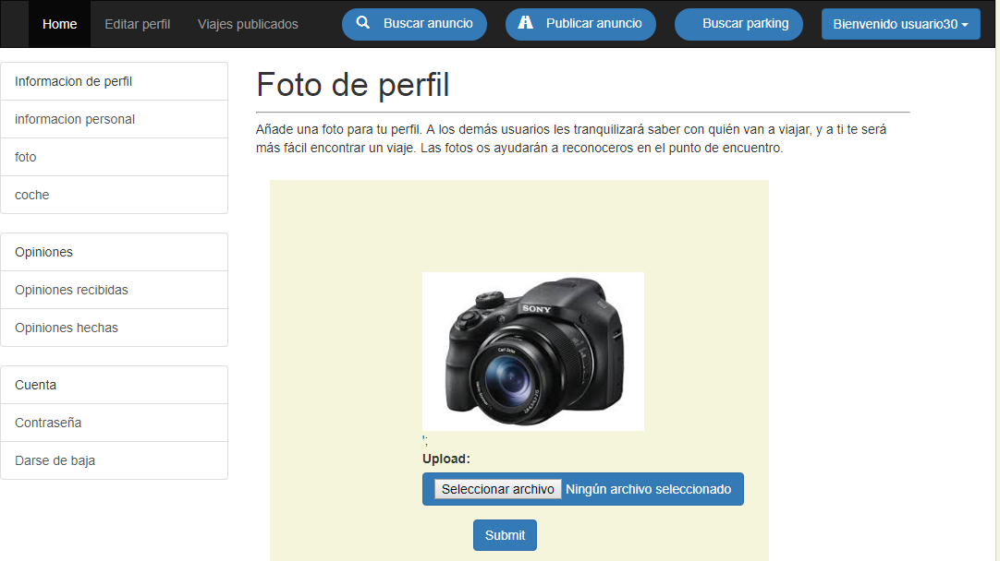 Home Editar perfil Viajes publicados Buscar anuncio Publicar anuncio Buscar parking Bienvenido usuario30
Informacion de perfil
informacion personal
foto
coche
Opiniones
Opiniones recibidas
Opiniones hechas
Cuenta
Contraseña
Darse de baja
Foto de perfil
Añade una foto para tu perfil. A los demás usuarios les tranquilizará saber con quién van a viajar, y a ti te será
más fácil encontrar un viaje. Las fotos os ayudarán a reconoceros en el punto de encuentro.
SONY
Carl Zeiss
';
Upload:
Seleccionar archivo Ningún archivo seleccionado
Submit